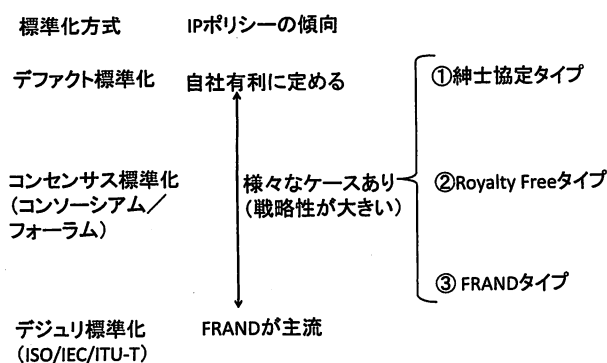 標準化方式 IPポリシーの傾向
デファクト標準化 自社有利に定める
①紳士協定タイプ
コンセンサス標準化
(コンソーシアム/
フォーラム)
様々なケースあり
(戦略性が大きい)
②Royalty Freeタイプ
③ FRANDタイプ
デジュリ標準化 FRANDが主流
(ISO/IEC/ITU-T)